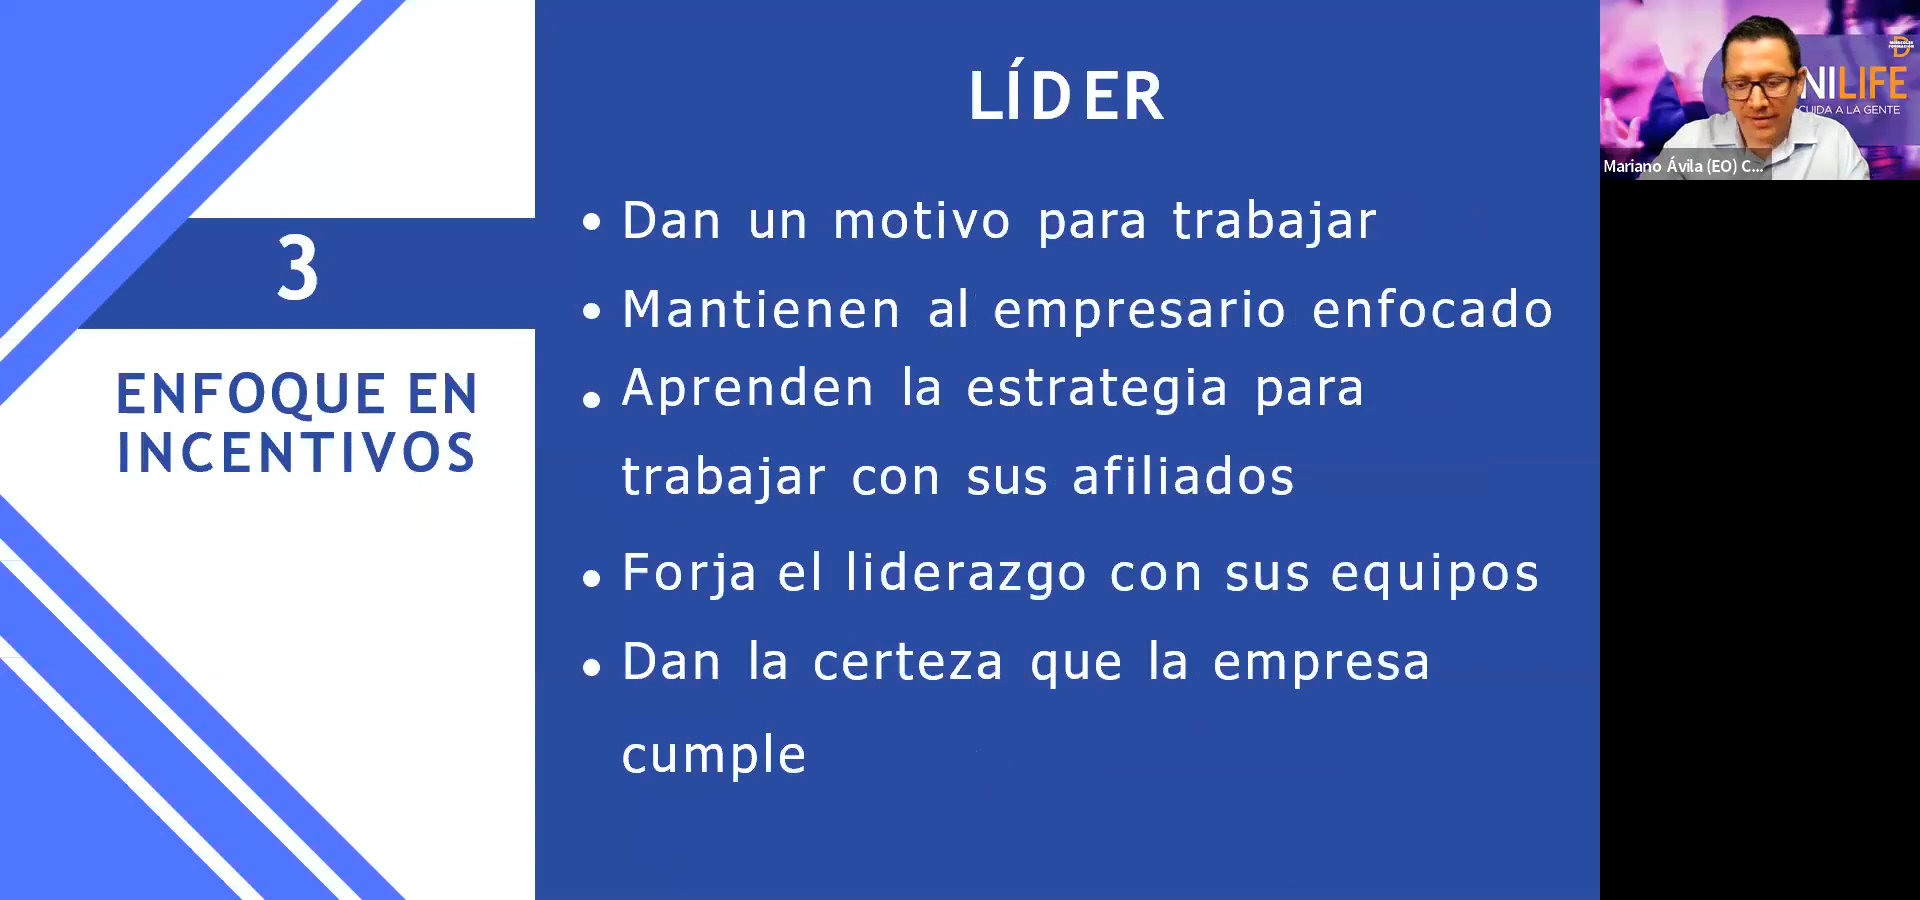 3
ENFOQUE EN
INCENTIVOS
LÍDER
• Dan un motivo para trabajar
• Mantienen al empresario enfocado
• Aprenden la estrategia para
trabajar con sus afiliados
• Forja el liderazgo con sus equipos
• Dan la certeza que la empresa
cumple
NILIFE
CUIDA A LA GENTE
Mariano Ávila (EO) C...